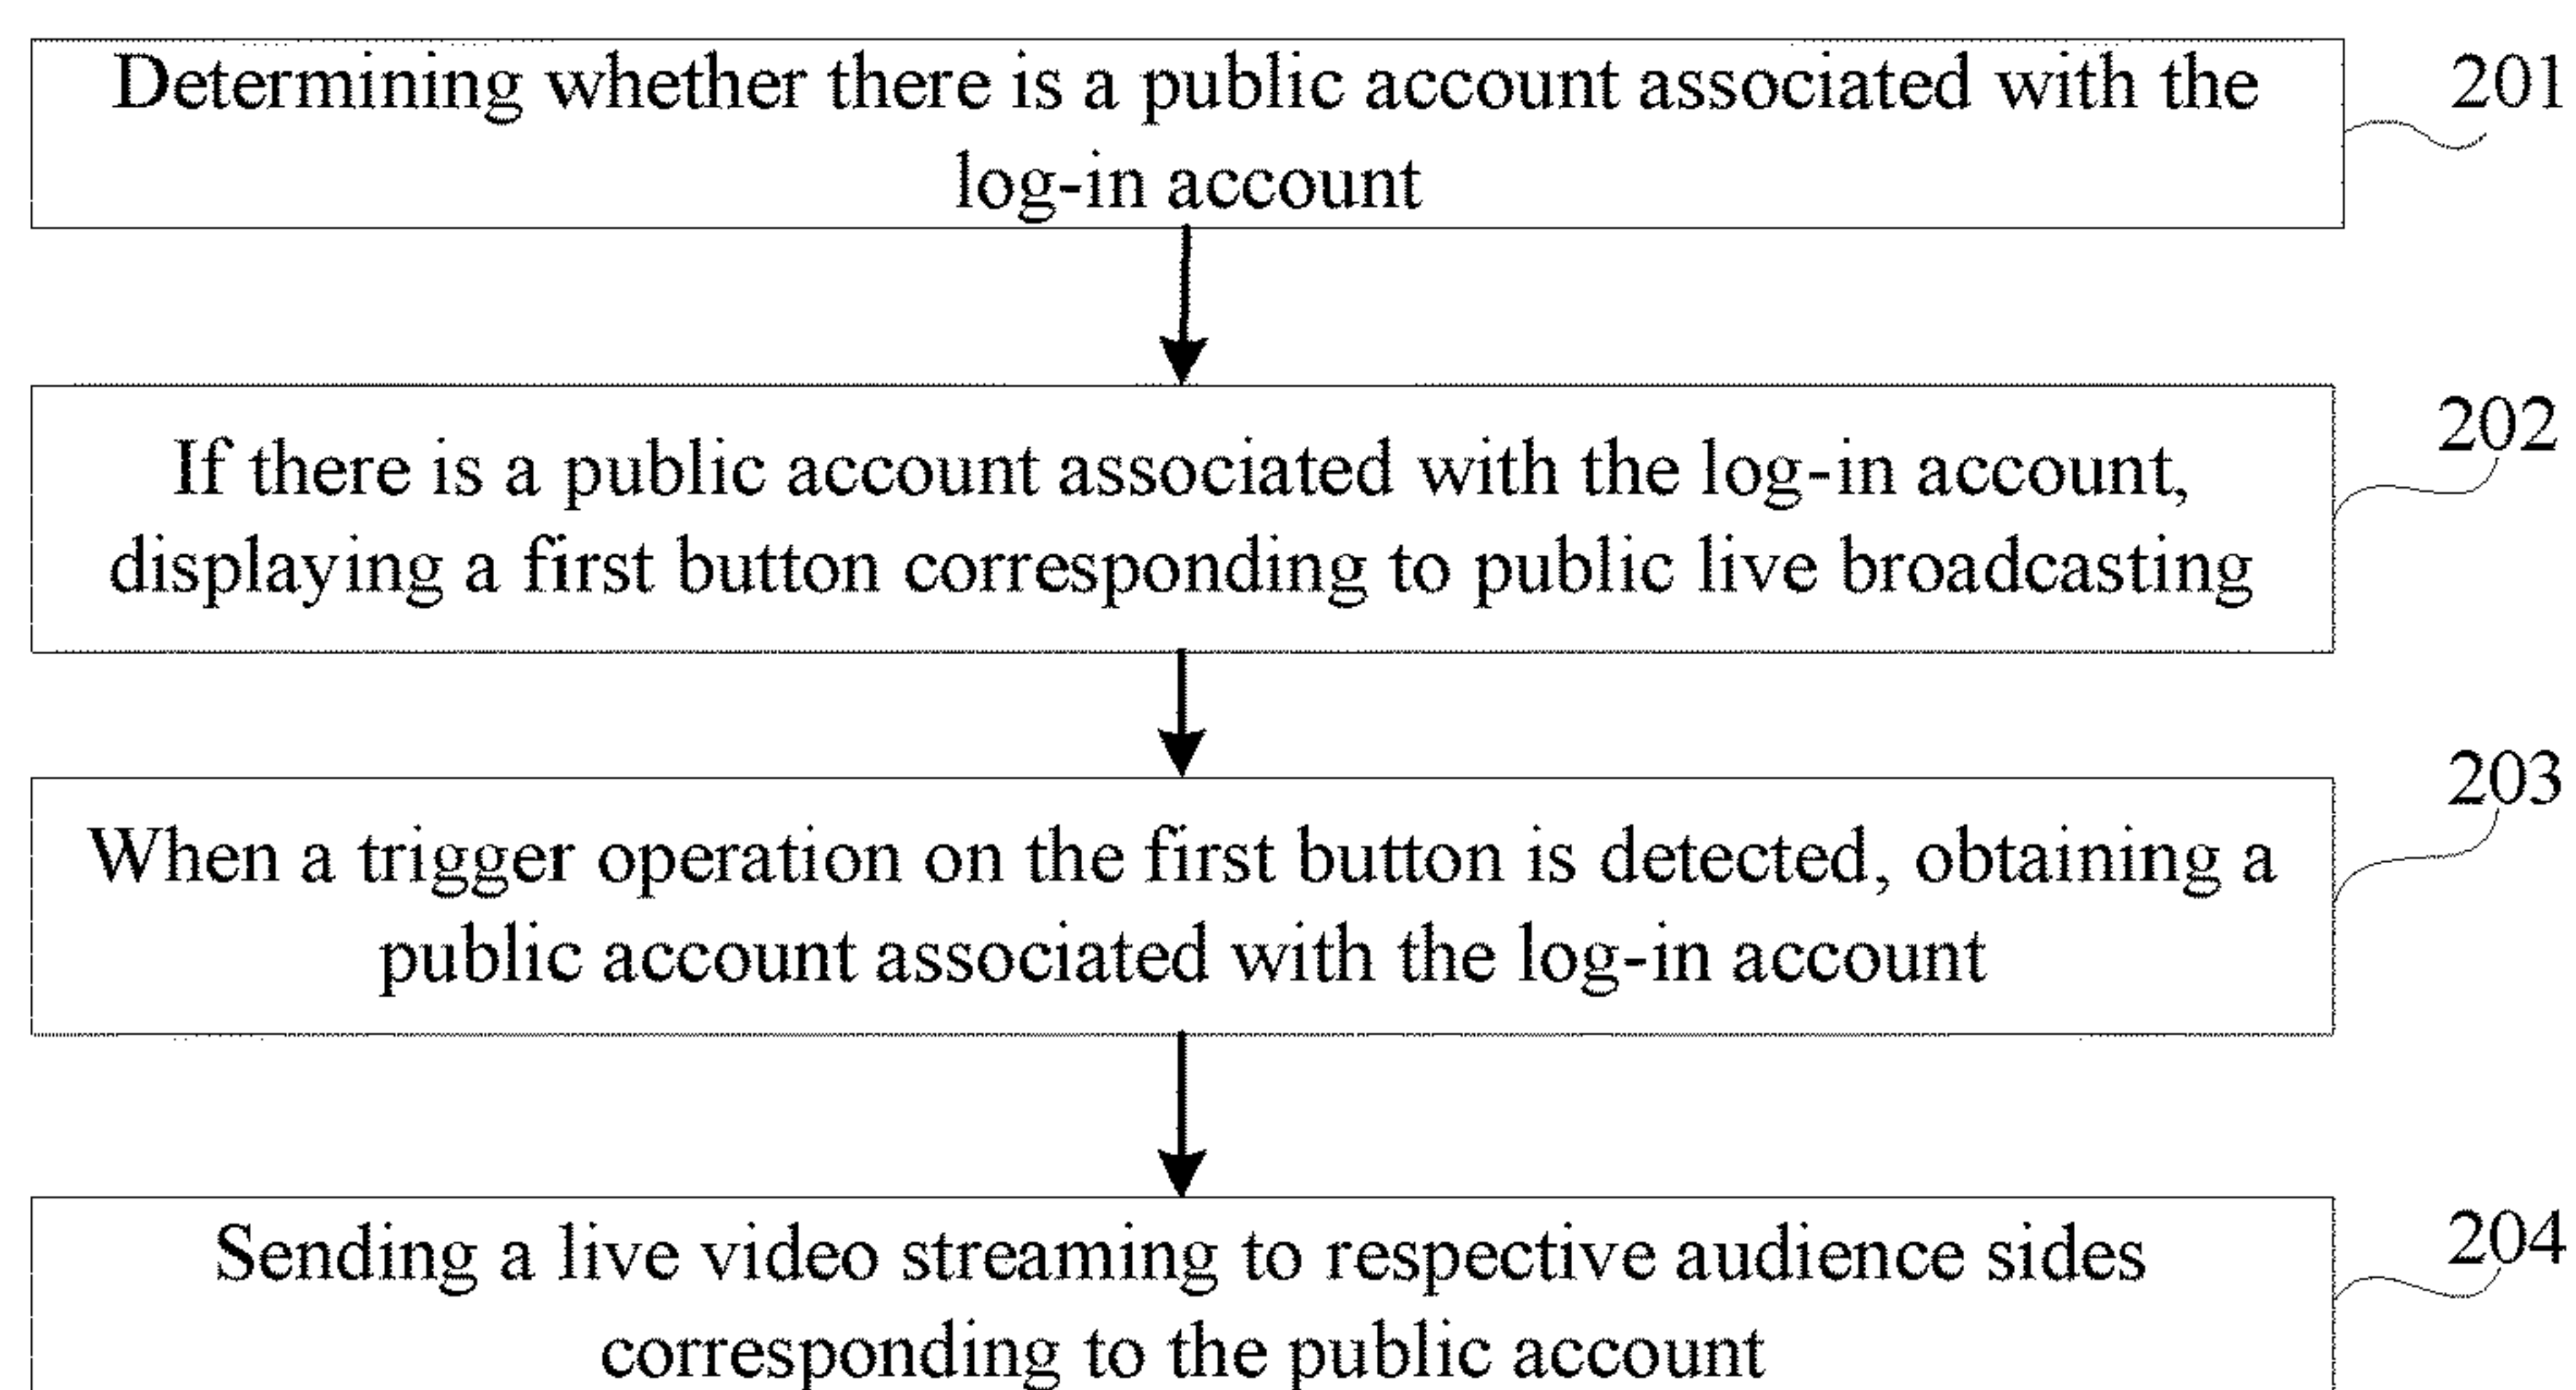 Determining whether there is a public account associated with the
log-in account
201
If there is a public account associated with the log-in account,
displaying a first button corresponding to public live broadcasting
202
When a trigger operation on the first button is detected, obtaining a
public account associated with the log-in account
203
Sending a live video streaming to respective audience sides
corresponding to the public account
204